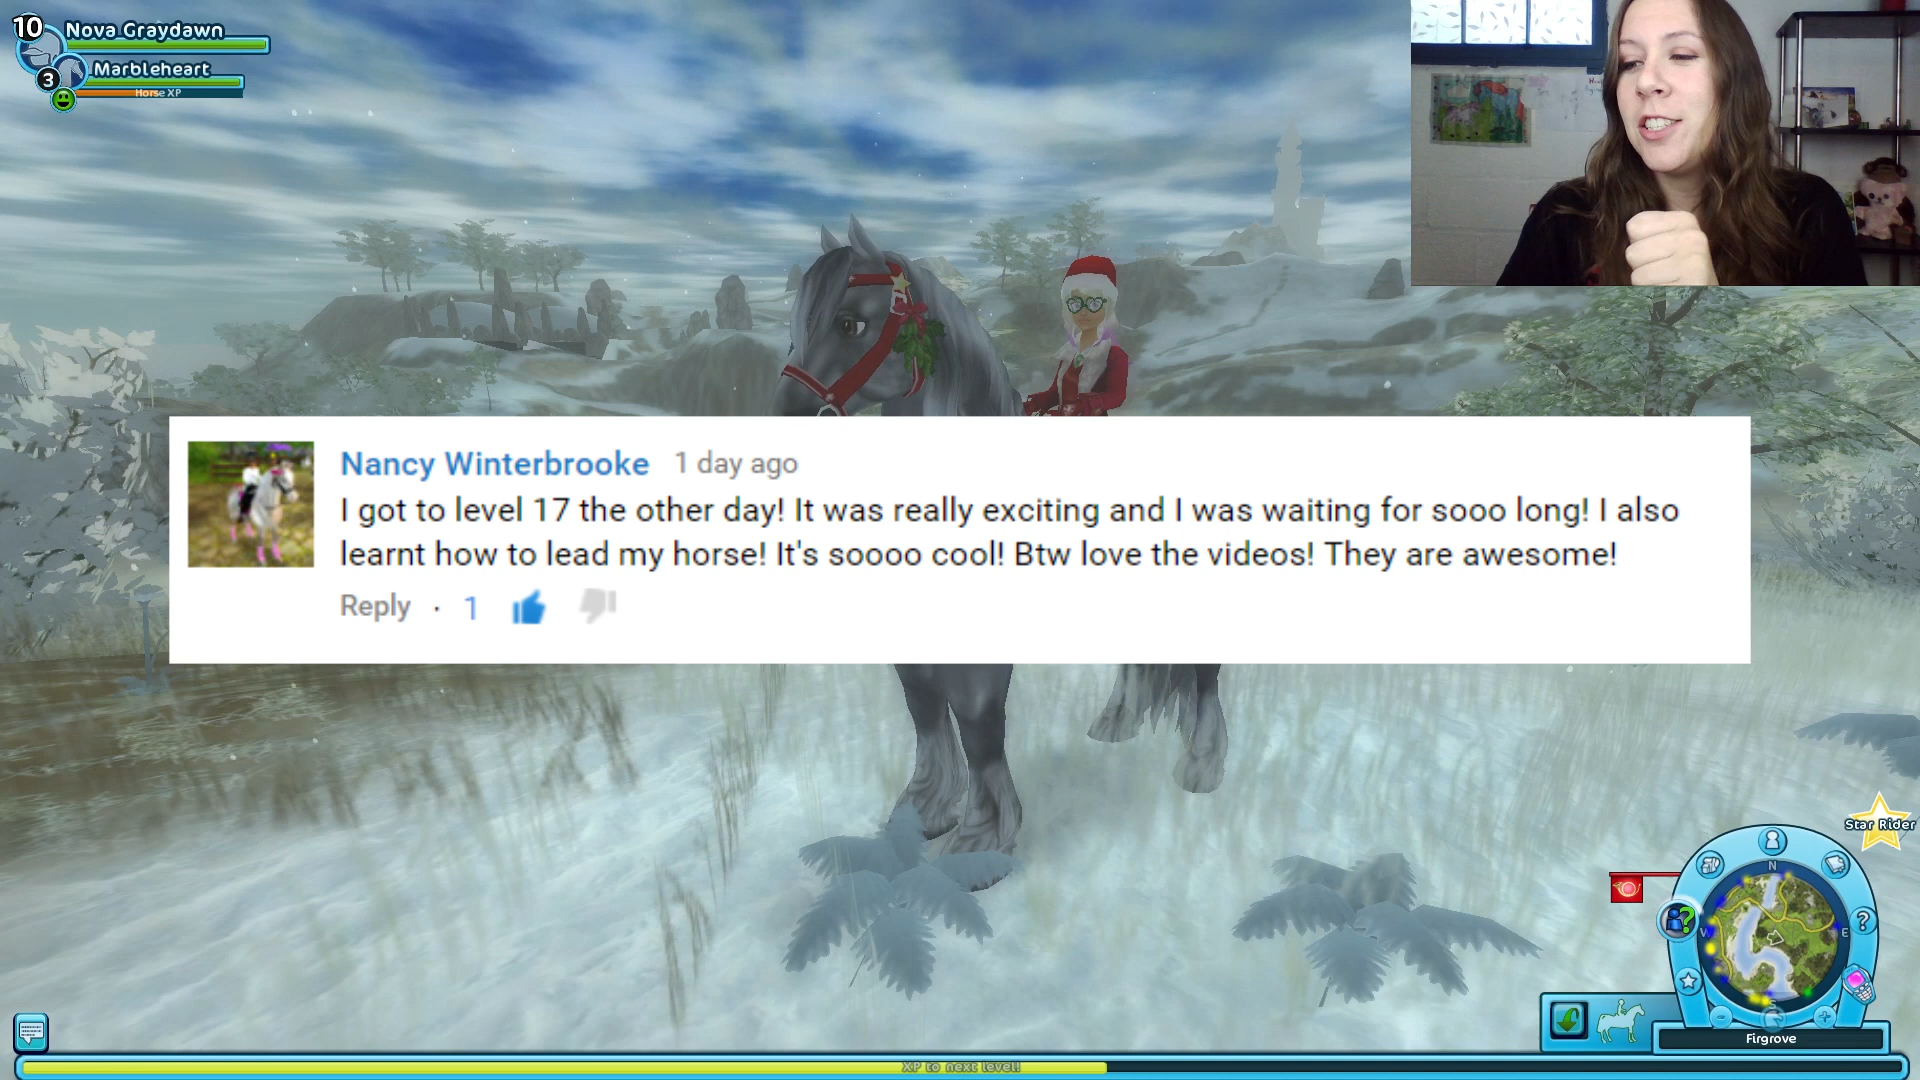 10
Nova Graydawn
Marbleheart
3
Horse XP
Nancy Winterbrooke 1 day ago
I got to level 17 the other day! It was really exciting and I was waiting for sooo long! I also
learnt how to lead my horse! It's soooo cool! Btw love the videos! They are awesome!
Reply · 1
Star Rider
N
?
?
W
E
S
Firgrove
XP to next level!